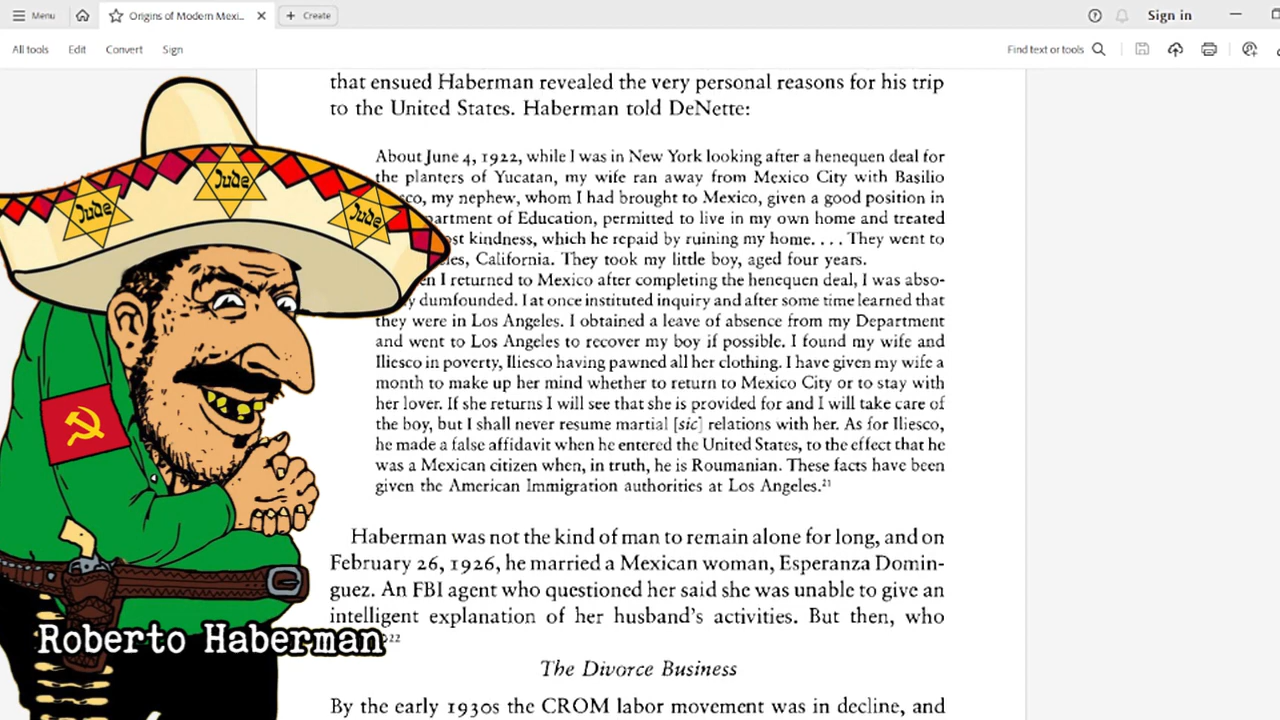 Menu
Origins of Modern Mexi...
Create
Sign in
All tools Edit Convert Sign
Find text or tools
that ensued Haberman revealed the very personal reasons for his trip
to the United States. Haberman told DeNette:
About June 4, 1922, while I was in New York looking after a henequen deal for
the planters of Yucatan, my wife ran away from Mexico City with Basilio
sco, my nephew, whom I had brought to Mexico, given a good position in
partment of Education, permitted to live in my own home and treated
ost kindness, which he repaid by ruining my home. . . . They went to
les, California. They took my little boy, aged four years.
en I returned to Mexico after completing the henequen deal, I was abso-
y dumfounded. I at once instituted inquiry and after some time learned that
they were in Los Angeles. I obtained a leave of absence from my Department
and went to Los Angeles to recover my boy if possible. I found my wife and
Iliesco in poverty, Iliesco having pawned all her clothing. I have given my wife a
month to make up her mind whether to return to Mexico City or to stay with
her lover. If she returns I will see that she is provided for and I will take care of
the boy, but I shall never resume martial [sic] relations with her. As for Iliesco,
he made a false affidavit when he entered the United States, to the effect that he
was a Mexican citizen when, in truth, he is Roumanian. These facts have been
given the American Immigration authorities at Los Angeles.21
Haberman was not the kind of man to remain alone for long, and on
February 26, 1926, he married a Mexican woman, Esperanza Domin-
guez. An FBI agent who questioned her said she was unable to give an
intelligent explanation of her husband's activities. But then, who
22
The Divorce Business
By the early 1930s the CROM labor movement was in decline, and
Jude
Jude
Jude
Roberto Haberman